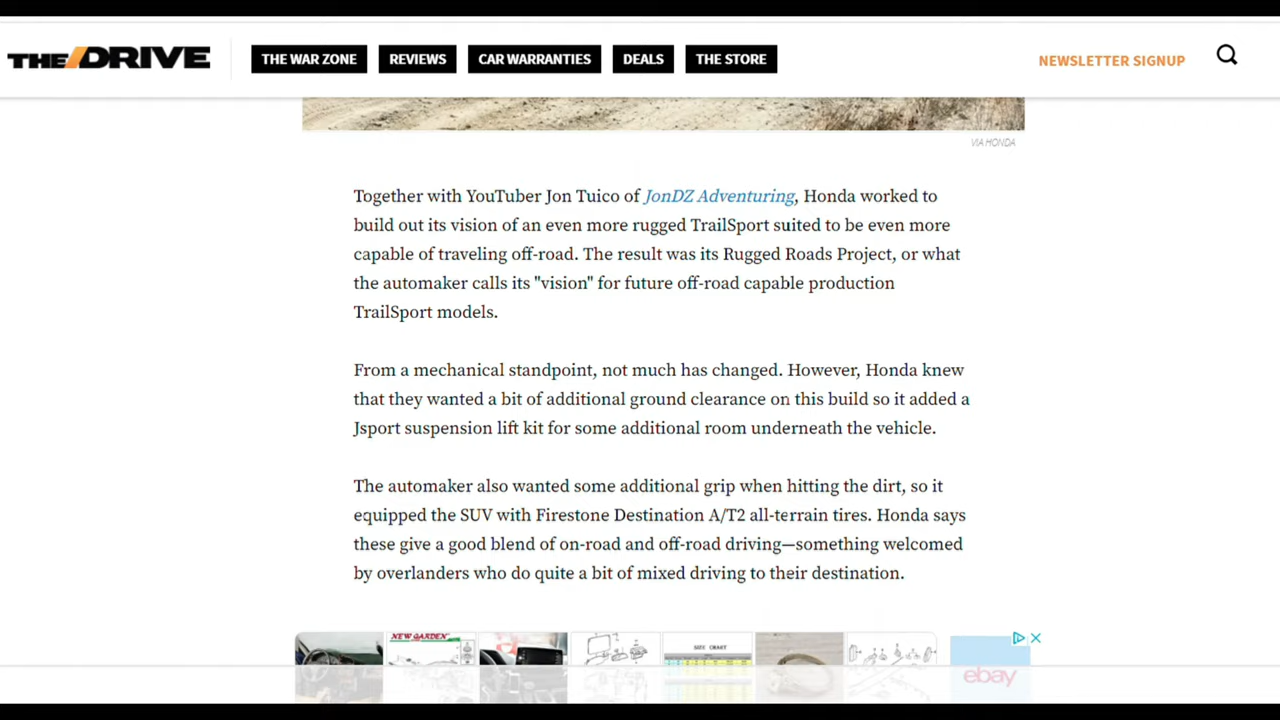 THE/DRIVE
THE WAR ZONE
REVIEWS
CAR WARRANTIES
DEALS
THE STORE
NEWSLETTER SIGNUP
VIA HONDA
Together with YouTuber Jon Tuico of JonDZ Adventuring, Honda worked to
build out its vision of an even more rugged TrailSport suited to be even more
capable of traveling off-road. The result was its Rugged Roads Project, or what
the automaker calls its "vision" for future off-road capable production
TrailSport models.
From a mechanical standpoint, not much has changed. However, Honda knew
that they wanted a bit of additional ground clearance on this build so it added a
Jsport suspension lift kit for some additional room underneath the vehicle.
The automaker also wanted some additional grip when hitting the dirt, so it
equipped the SUV with Firestone Destination A/T2 all-terrain tires. Honda says
these give a good blend of on-road and off-road driving—something welcomed
by overlanders who do quite a bit of mixed driving to their destination.
NEW GARDEN
SIZE CHART
ebay